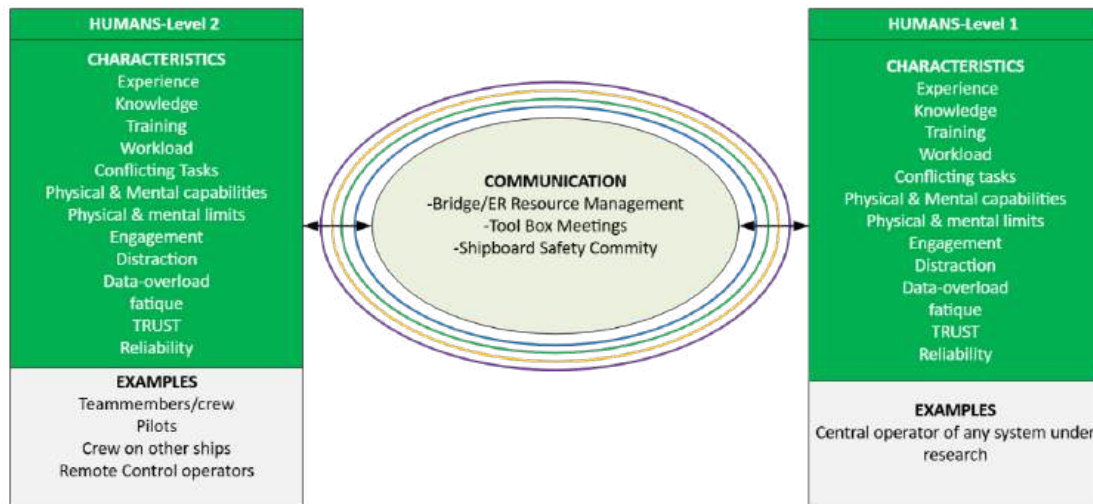 HUMANS-Level 2
CHARACTERISTICS
Experience
Knowledge
Training
Workload
Conflicting Tasks
Physical & Mental capabilities
Physical & mental limits
Engagement
Distraction
Data-overload
fatique
TRUST
Reliability
EXAMPLES
Teammembers/crew
Pilots
Crew on other ships
Remote Control operators
COMMUNICATION
-Bridge/ER Resource Management
-Tool Box Meetings
-Shipboard Safety Commity
HUMANS-Level 1
CHARACTERISTICS
Experience
Knowledge
Training
Workload
Conflicting tasks
Physical & Mental capabilities
Physical & mental limits
Engagement
Distraction
Data-overload
fatique
TRUST
Reliability
EXAMPLES
Central operator of any system under
research